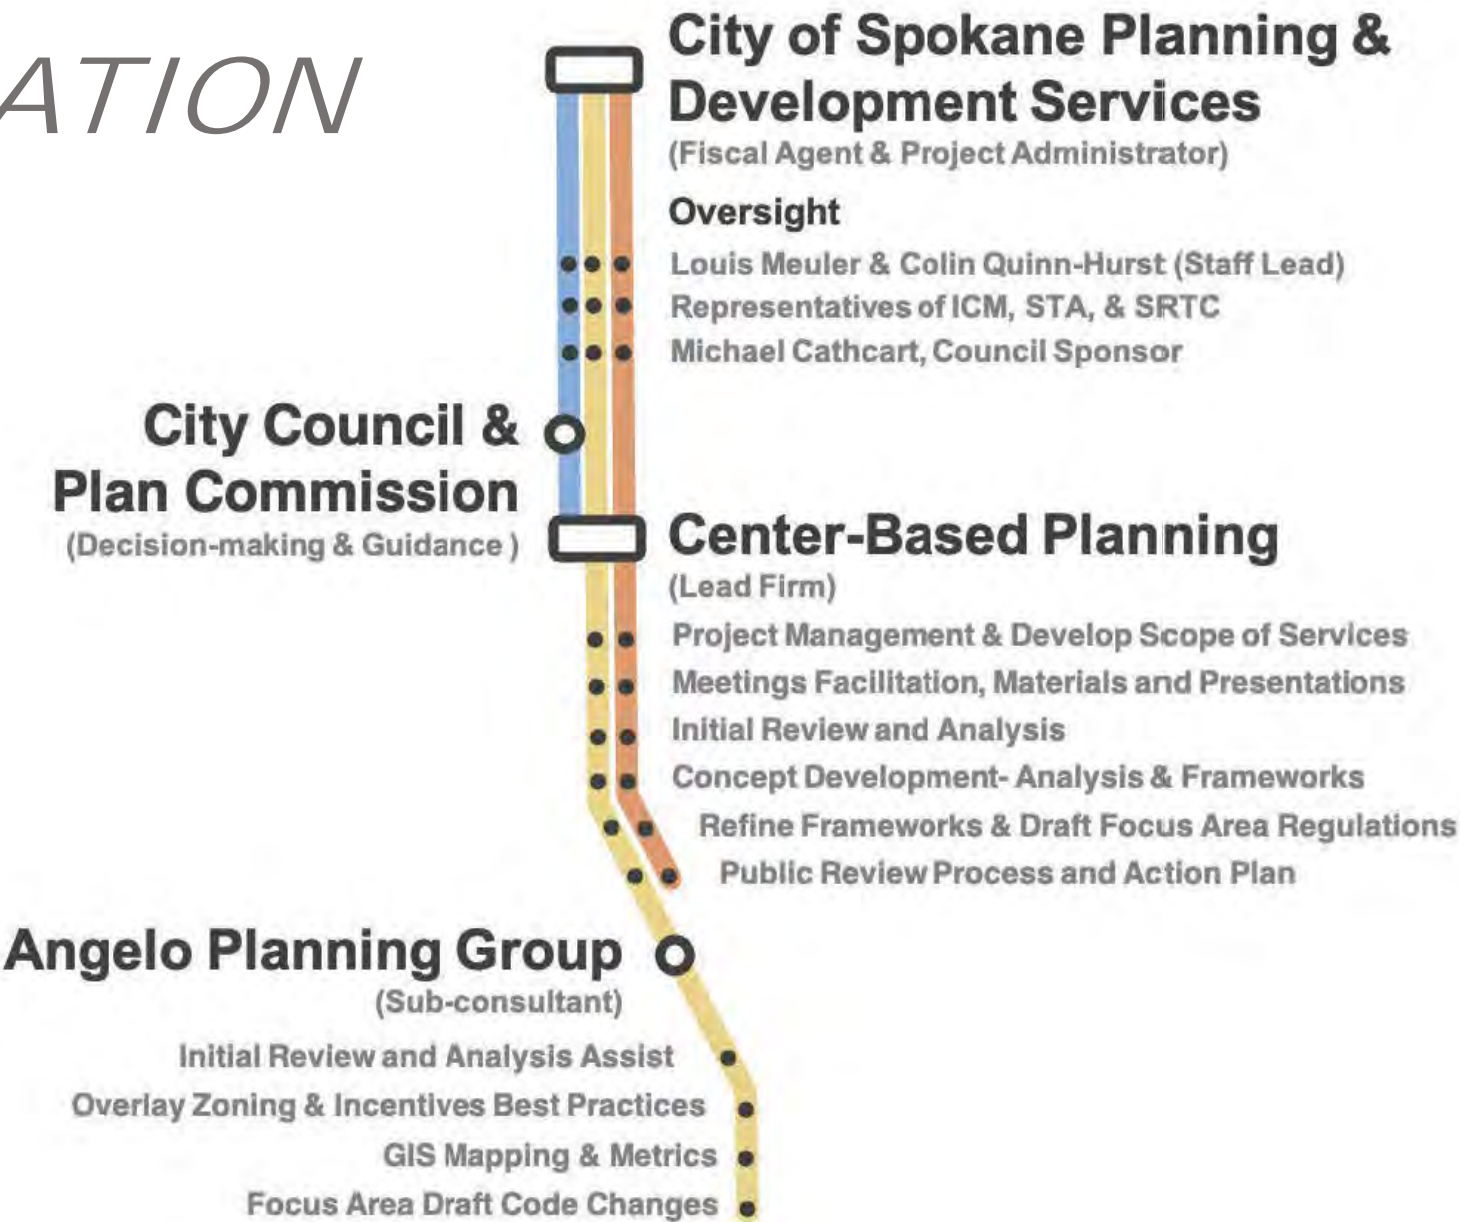 ATION
City of Spokane Planning &
Development Services
(Fiscal Agent & Project Administrator)
Oversight
Louis Meuler & Colin Quinn-Hurst (Staff Lead)
Representatives of ICM, STA, & SRTC
Michael Cathcart, Council Sponsor
City Council &
Plan Commission
(Decision-making & Guidance )
Center-Based Planning
(Lead Firm)
Project Management & Develop Scope of Services
Meetings Facilitation, Materials and Presentations
Initial Review and Analysis
Concept Development- Analysis & Frameworks
Refine Frameworks & Draft Focus Area Regulations
Public Review Process and Action Plan
Angelo Planning Group
(Sub-consultant)
Initial Review and Analysis Assist
Overlay Zoning & Incentives Best Practices
GIS Mapping & Metrics
Focus Area Draft Code Changes